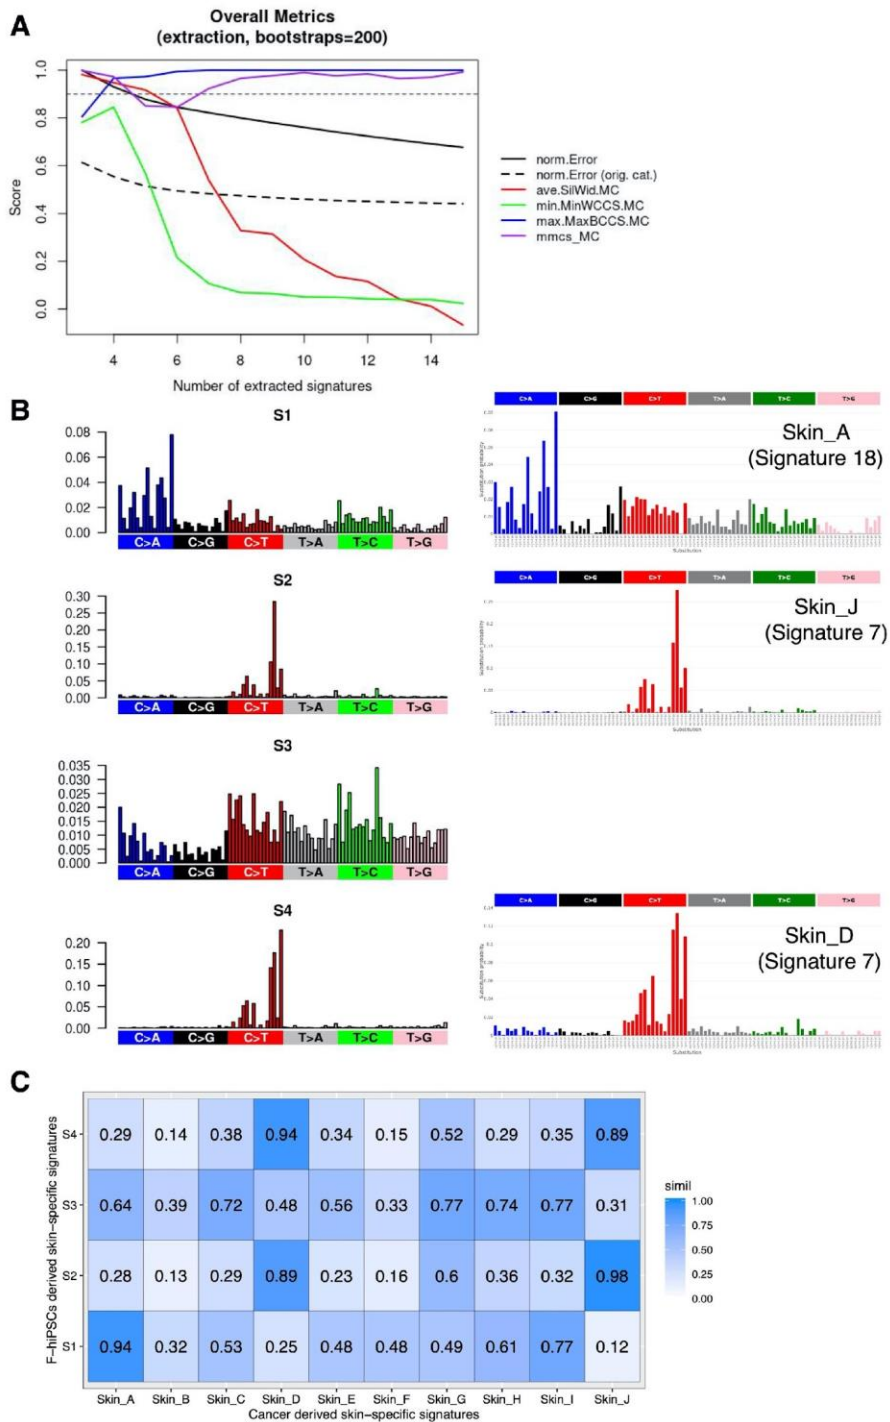 A
Overall Metrics
(extraction, bootstraps=200)
Score
1.0
0.8
0.6
0.4
0.2
0.0
4 6 8 10 12 14
Number of extracted signatures
norm.Error
norm.Error (orig. cat.)
ave.SilWid.MC
min.MinWCCS.MC
max.MaxBCCS.MC
mmcs_MC
B
S1
0.08
0.06
0.04
0.02
0.00
C>A C>G C>T T>A T>C T>G
C>A C>G C>T T>A T>C T>G
Skin_A
(Signature 18)
Substitution probability
Substitution
S2
0.30
0.25
0.20
0.15
0.10
0.05
0.00
C>A C>G C>T T>A T>C T>G
C>A C>G C>T T>A T>C T>G
Skin_J
(Signature 7)
Substitution probability
Substitution
S3
0.035
0.030
0.025
0.020
0.015
0.010
0.005
0.000
C>A C>G C>T T>A T>C T>G
S4
0.20
0.15
0.10
0.05
0.00
C>A C>G C>T T>A T>C T>G
C>A C>G C>T T>A T>C T>G
Skin_D
(Signature 7)
Substitution probability
Substitution
C
F-hiPSCs derived skin-specific signatures
S4 0.29 0.14 0.38 0.94 0.34 0.15 0.52 0.29 0.35 0.89
S3 0.64 0.39 0.72 0.48 0.56 0.33 0.77 0.74 0.77 0.31
S2 0.28 0.13 0.29 0.89 0.23 0.16 0.6 0.36 0.32 0.98
S1 0.94 0.32 0.53 0.25 0.48 0.48 0.49 0.61 0.77 0.12
Skin_A Skin_B Skin_C Skin_D Skin_E Skin_F Skin_G Skin_H Skin_I Skin_J
Cancer derived skin-specific signatures
simil
1.00
0.75
0.50
0.25
0.00